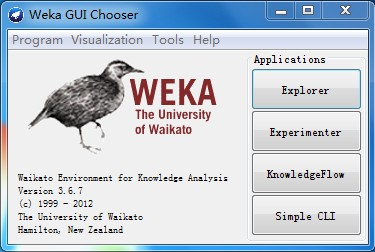 Weka GUI Chooser
Program Visualization Tools Help
WEKA
The University
of Waikato
Waikato Environment for Knowledge Analysis
Version 3.6.7
(c) 1999 - 2012
The University of Waikato
Hamilton, New Zealand
Applications
Explorer
Experimenter
KnowledgeFlow
Simple CLI